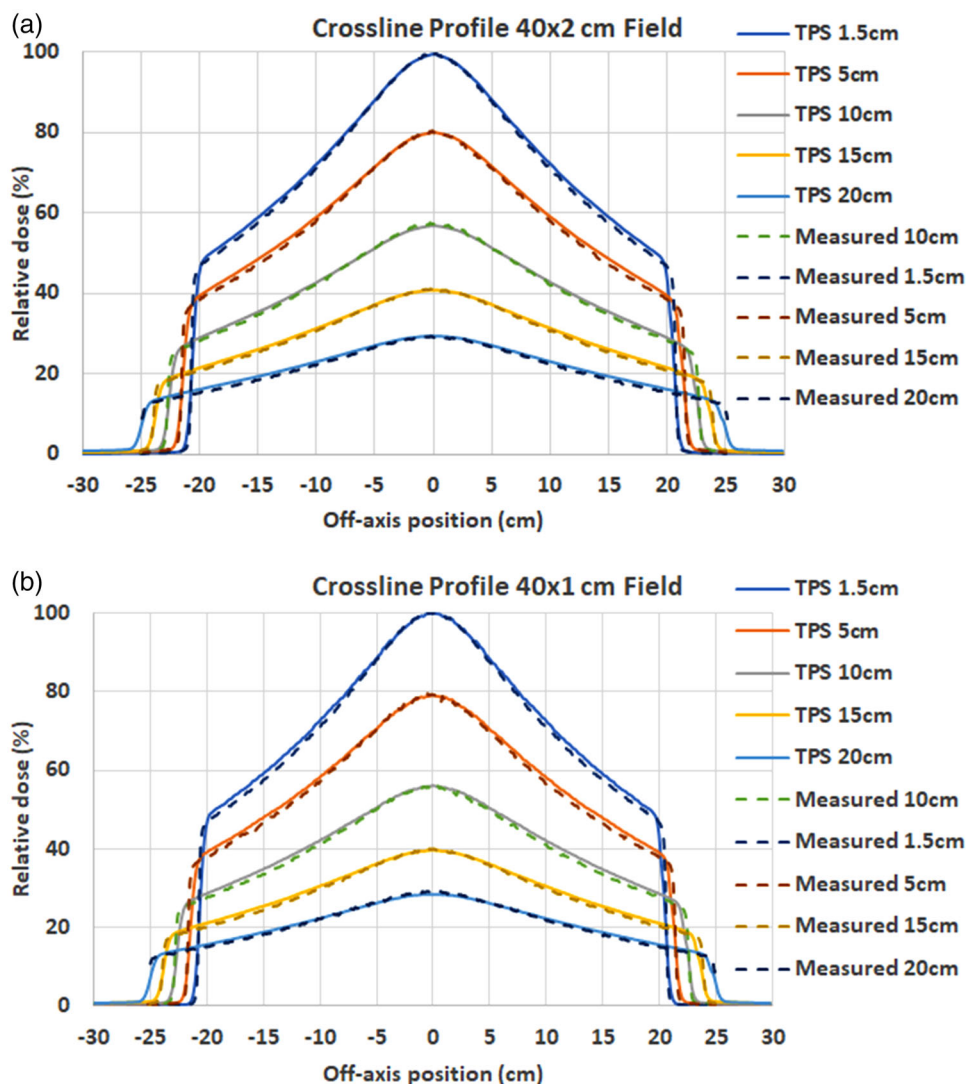 (a)
Crossline Profile 40x2 cm Field
100
80
60
40
20
0
Relative dose (%)
-30 -25 -20 -15 -10 -5 0 5 10 15 20 25 30
Off-axis position (cm)
TPS 1.5cm
TPS 5cm
TPS 10cm
TPS 15cm
TPS 20cm
Measured 10cm
Measured 1.5cm
Measured 5cm
Measured 15cm
Measured 20cm
(b)
Crossline Profile 40x1 cm Field
100
80
60
40
20
0
Relative dose (%)
-30 -25 -20 -15 -10 -5 0 5 10 15 20 25 30
Off-axis position (cm)
TPS 1.5cm
TPS 5cm
TPS 10cm
TPS 15cm
TPS 20cm
Measured 10cm
Measured 1.5cm
Measured 5cm
Measured 15cm
Measured 20cm